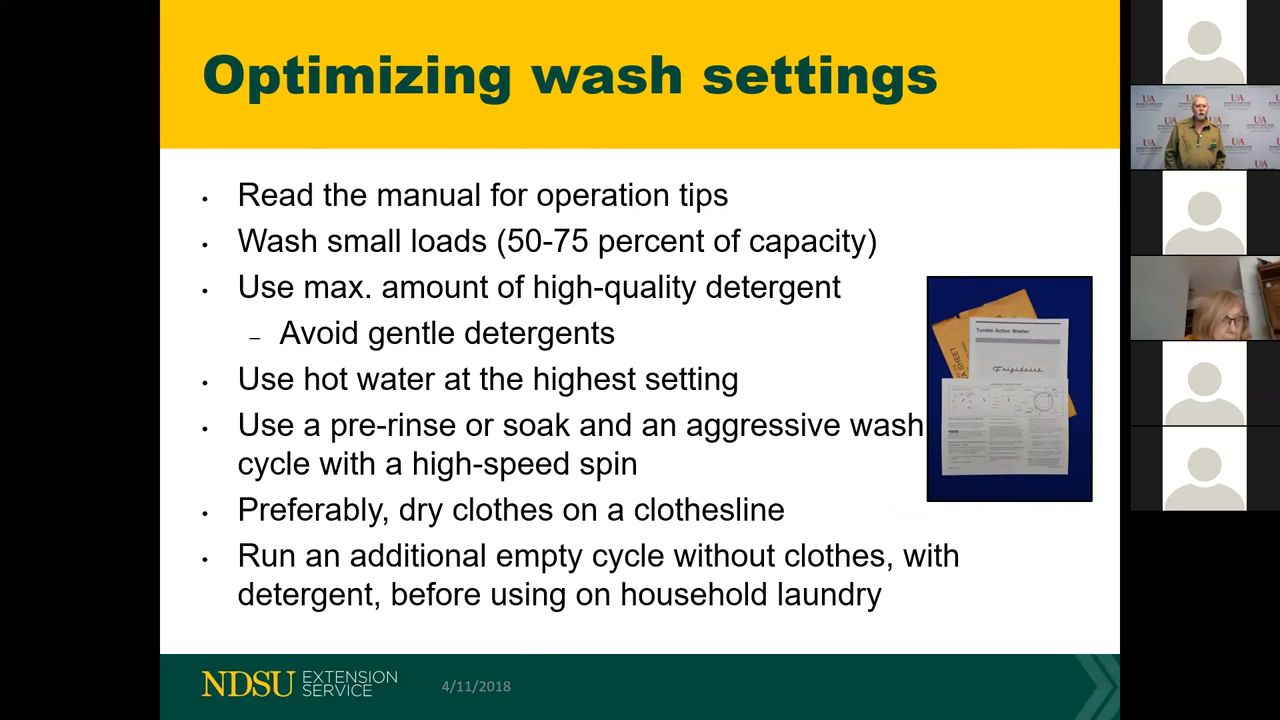 Optimizing wash settings
• Read the manual for operation tips
• Wash small loads (50-75 percent of capacity)
• Use max. amount of high-quality detergent
– Avoid gentle detergents
• Use hot water at the highest setting
• Use a pre-rinse or soak and an aggressive wash
cycle with a high-speed spin
• Preferably, dry clothes on a clothesline
• Run an additional empty cycle without clothes, with
detergent, before using on household laundry
Tumble Action Washer
Frigidaire
SHEET
NDSU EXTENSION
SERVICE
4/11/2018
UA
UA
UA